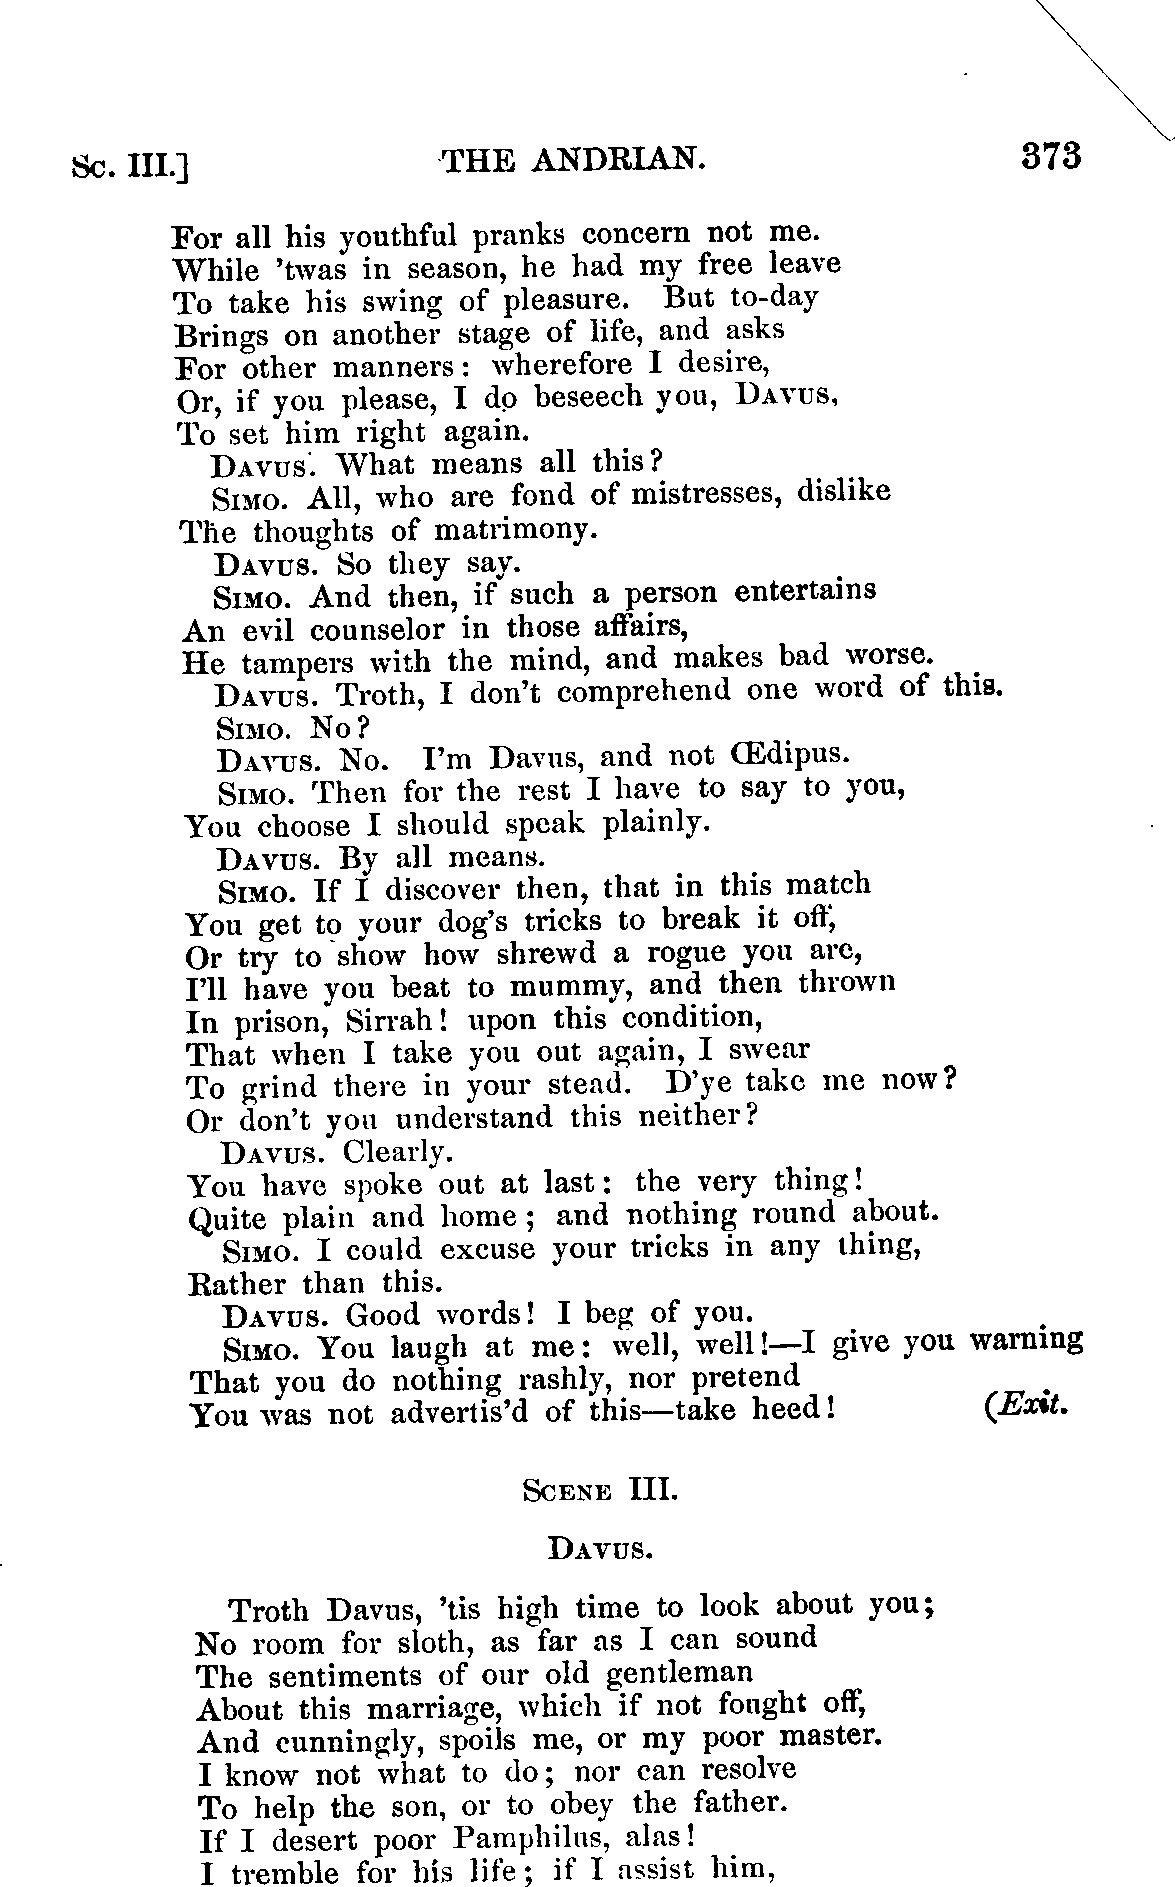 Sc. III.] THE ANDRIAN. 373
For all his youthful pranks concern not me.
While 'twas in season, he had my free leave
To take his swing of pleasure. But to-day
Brings on another stage of life, and asks
For other manners: wherefore I desire,
Or, if you please, I do beseech you, DAVUS,
To set him right again.
DAVUS. What means all this?
SIMO. All, who are fond of mistresses, dislike
The thoughts of matrimony.
DAVUS. So they say.
SIMO. And then, if such a person entertains
An evil counselor in those affairs,
He tampers with the mind, and makes bad worse.
DAVUS. Troth, I don't comprehend one word of this.
SIMO. No?
DAVUS. No. I'm Davus, and not Œdipus.
SIMO. Then for the rest I have to say to you,
You choose I should speak plainly.
DAVUS. By all means.
SIMO. If I discover then, that in this match
You get to your dog's tricks to break it off,
Or try to show how shrewd a rogue you are,
I'll have you beat to mummy, and then thrown
In prison, Sirrah! upon this condition,
That when I take you out again, I swear
To grind there in your stead. D'ye take me now?
Or don't you understand this neither?
DAVUS. Clearly.
You have spoke out at last: the very thing!
Quite plain and home; and nothing round about.
SIMO. I could excuse your tricks in any thing,
Rather than this.
DAVUS. Good words! I beg of you.
SIMO. You laugh at me: well, well!—I give you warning
That you do nothing rashly, nor pretend
You was not advertis'd of this—take heed! (Exit.
SCENE III.
DAVUS.
Troth Davus, 'tis high time to look about you;
No room for sloth, as far as I can sound
The sentiments of our old gentleman
About this marriage, which if not fought off,
And cunningly, spoils me, or my poor master.
I know not what to do; nor can resolve
To help the son, or to obey the father.
If I desert poor Pamphilus, alas!
I tremble for his life; if I assist him,